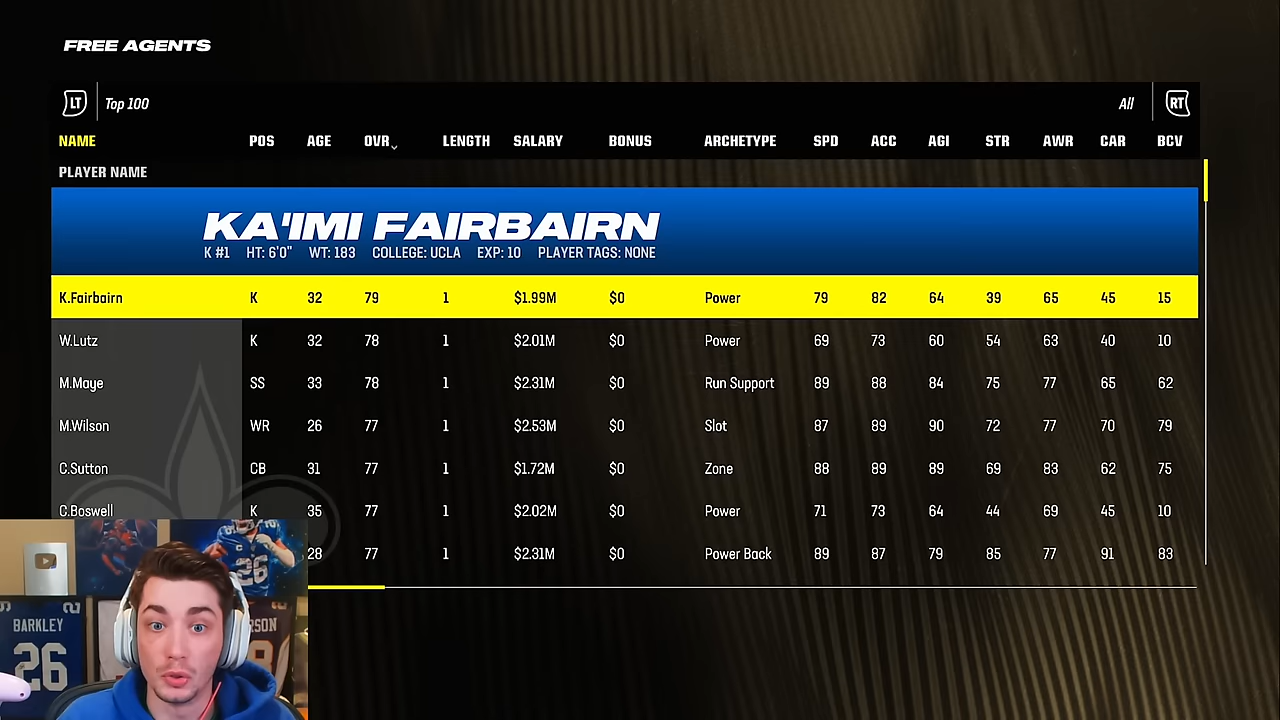 FREE AGENTS
LT Top 100 All RT
NAME POS AGE OVR LENGTH SALARY BONUS ARCHETYPE SPD ACC AGI STR AWR CAR BCV
PLAYER NAME
KA'IMI FAIRBAIRN
K #1 HT: 6'0" WT: 183 COLLEGE: UCLA EXP: 10 PLAYER TAGS: NONE
K.Fairbairn K 32 79 1 $1.99M $0 Power 79 82 64 39 65 45 15
W.Lutz K 32 78 1 $2.01M $0 Power 69 73 60 54 63 40 10
M.Maye SS 33 78 1 $2.31M $0 Run Support 89 88 84 75 77 65 62
M.Wilson WR 26 77 1 $2.53M $0 Slot 87 89 90 72 77 70 79
C.Sutton CB 31 77 1 $1.72M $0 Zone 88 89 89 69 83 62 75
C.Boswell K 35 77 1 $2.02M $0 Power 71 73 64 44 69 45 10
28 77 1 $2.31M $0 Power Back 89 87 79 85 77 91 83
26
BARKLEY
26